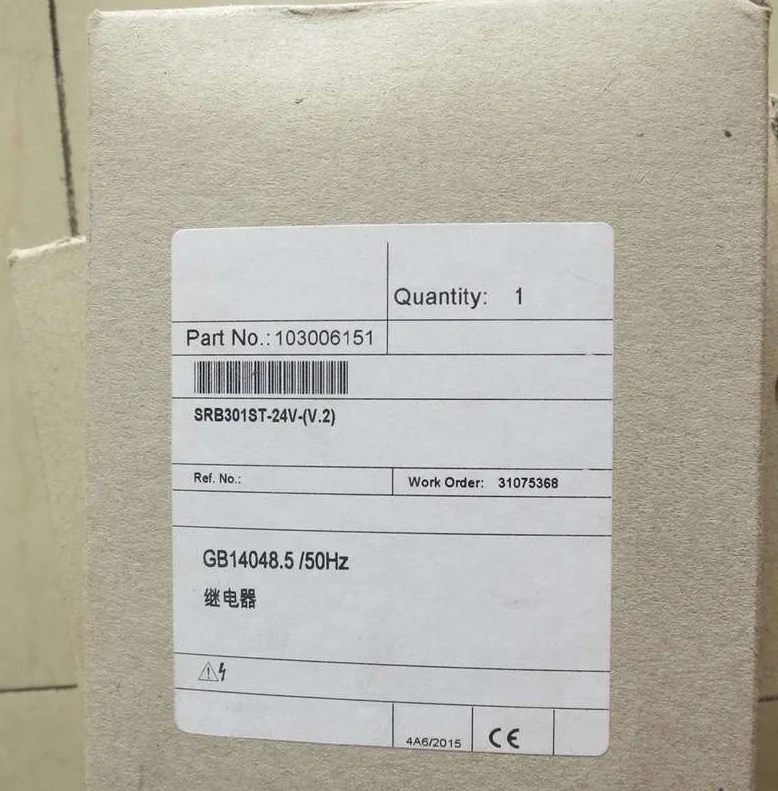 Quantity: 1
Part No.: 103006151
SRB301ST-24V-(V.2)
Ref. No.:
Work Order: 31075368
GB14048.5 /50Hz
继电器
4A6/2015
CE